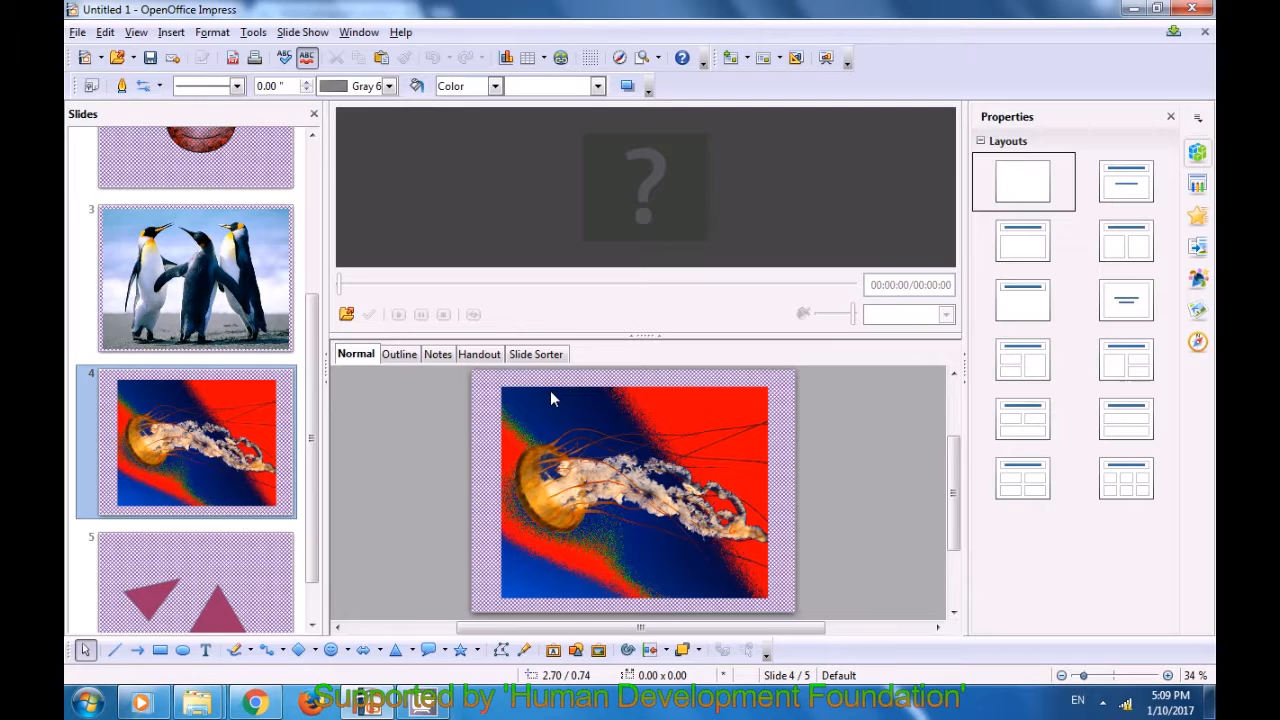 Untitled 1 - OpenOffice Impress
File Edit View Insert Format Tools Slide Show Window Help
ABC ABC
0.00 " Gray 6 Color
Slides
3
4
5
?
00:00:00/00:00:00
Normal Outline Notes Handout Slide Sorter
Properties
Layouts
T
2.70 / 0.74 0.00 x 0.00 * Slide 4 / 5 Default 34 %
EN 5:09 PM
1/10/2017
Supported by 'Human Development Foundation'